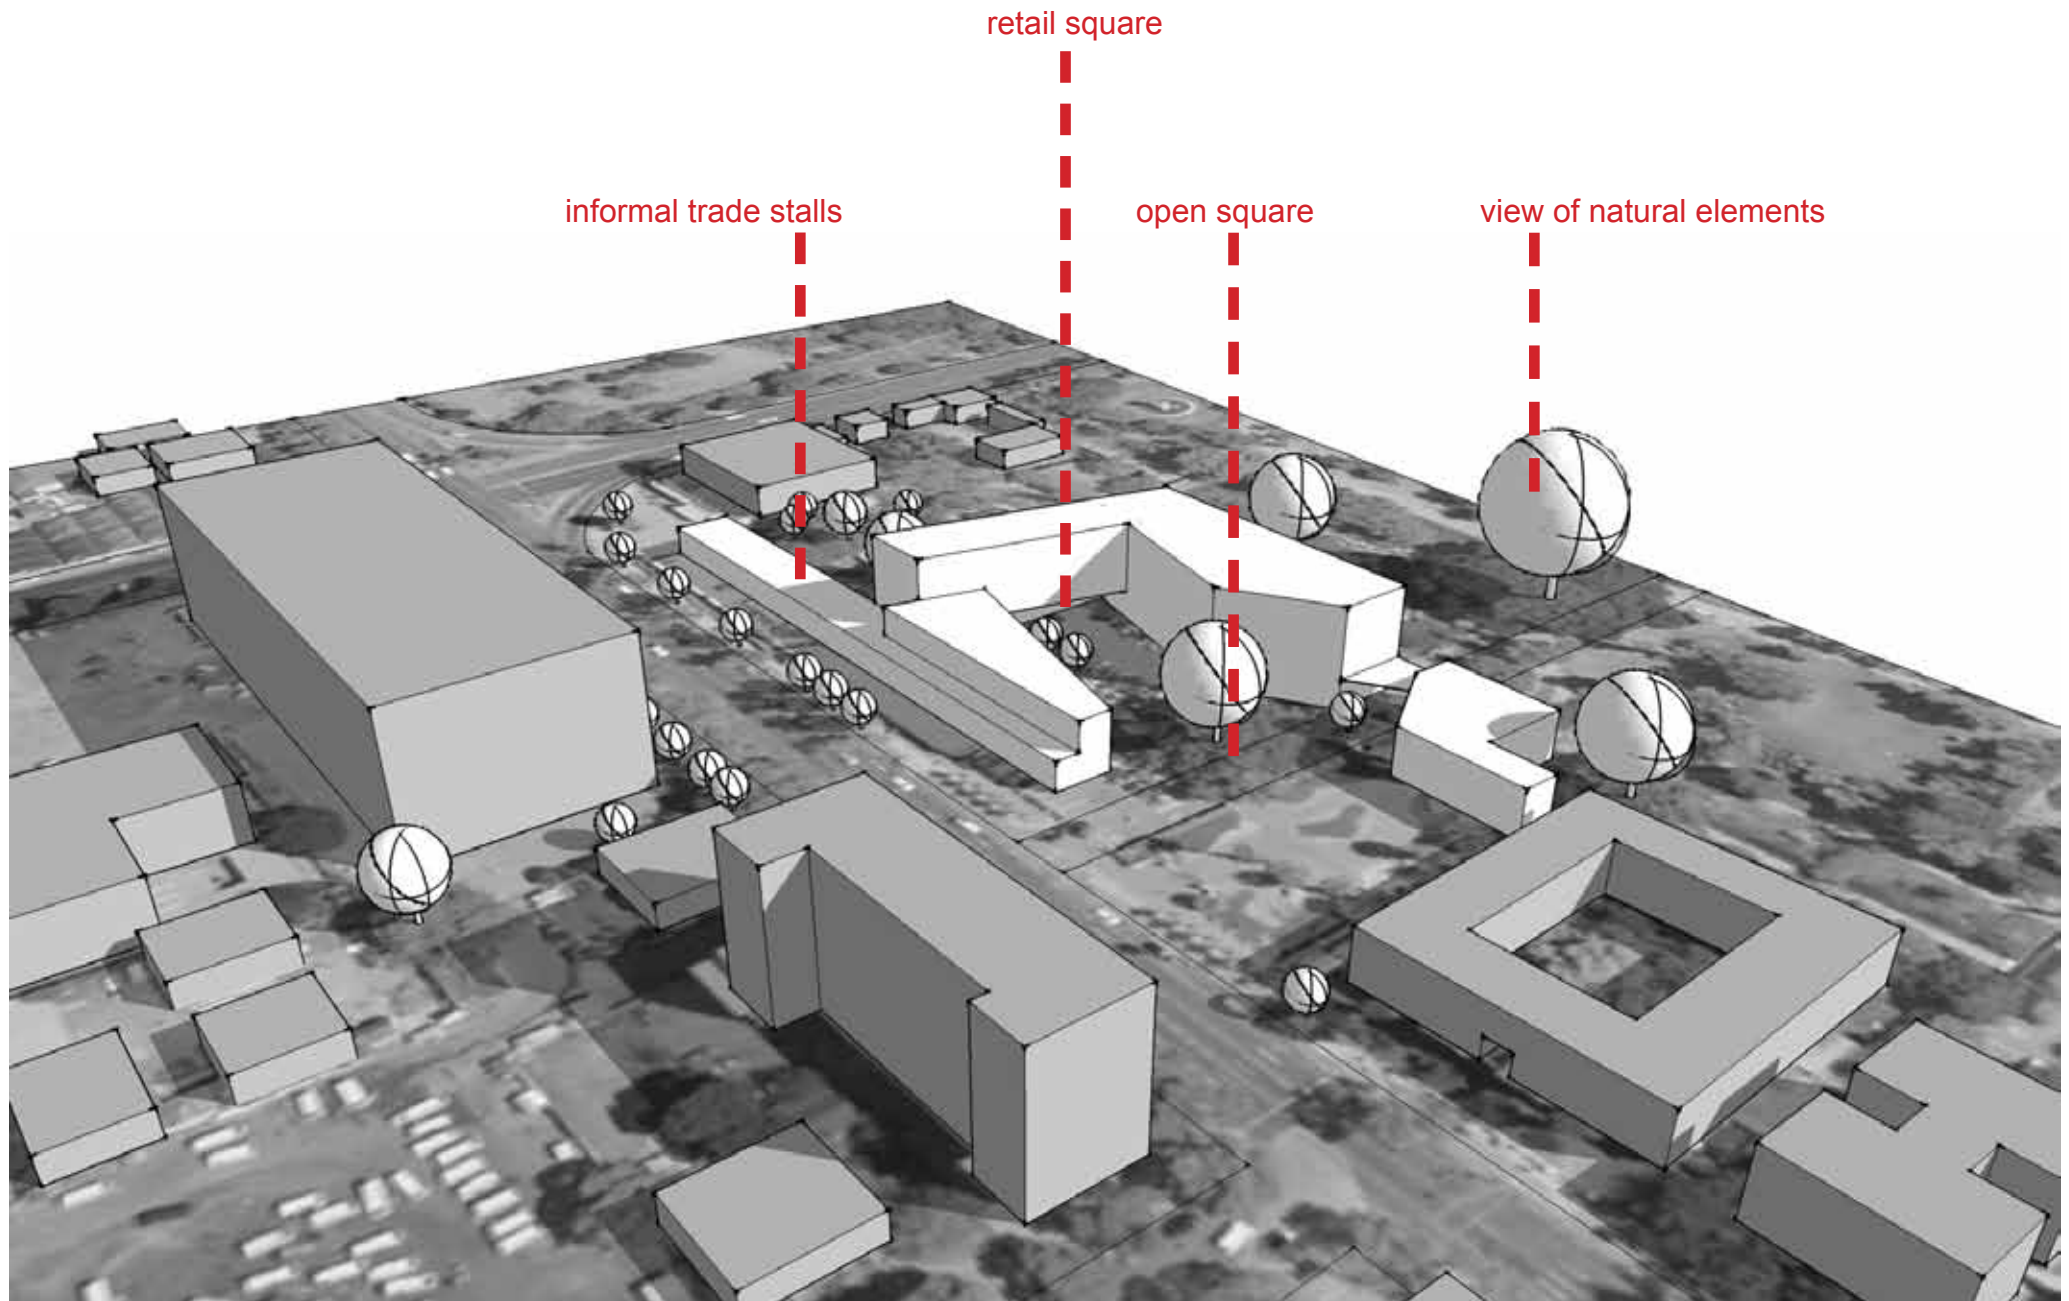 retail square
informal trade stalls
open square
view of natural elements